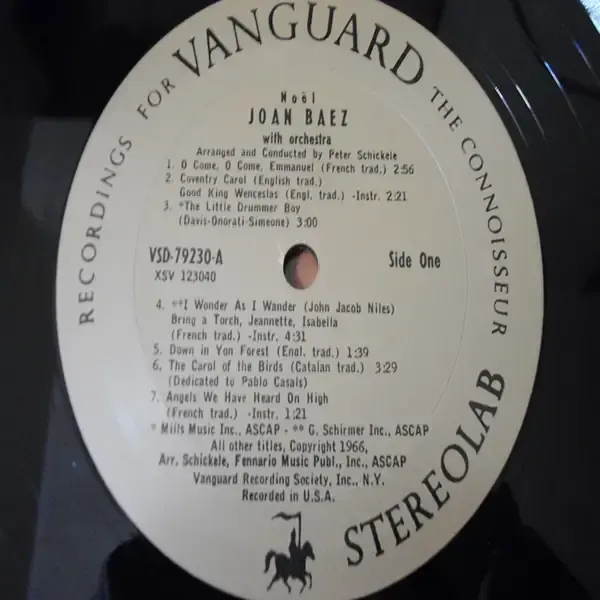 RECORDINGS FOR VANGUARD THE CONNOISSEUR
Noël
JOAN BAEZ
with orchestra
Arranged and Conducted by Peter Schickele
1. O Come, O Come, Emmanuel (French trad.) 2:56
2. Coventry Carol (English trad.)
Good King Wenceslas (Engl. trad.) -Instr. 2:21
3. *The Little Drummer Boy
(Davis-Onorati-Simeone) 3:00
VSD-79230-A Side One
XSV 123040
4. **I Wonder As I Wander (John Jacob Niles)
Bring a Torch, Jeannette, Isabella
(French trad.) -Instr. 4:31
5. Down in Yon Forest (Engl. trad.) 1:39
6. The Carol of the Birds (Catalan trad.) 3:29
(Dedicated to Pablo Casals)
7. Angels We Have Heard On High
(French trad.) -Instr. 1:21
* Mills Music Inc., ASCAP - ** G. Schirmer Inc., ASCAP
All other titles, Copyright 1966,
Arr. Schickele, Fennario Music Publ., Inc., ASCAP
Vanguard Recording Society, Inc., N.Y.
Recorded in U.S.A.
STEREOLAB